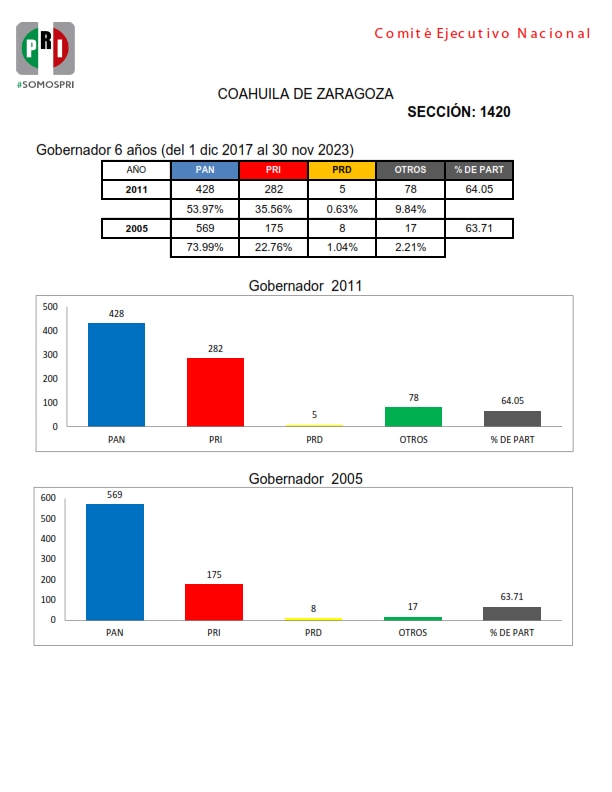 PRI
#SOMOSPRI
Comité Ejecutivo Nacional
COAHUILA DE ZARAGOZA
SECCIÓN: 1420
Gobernador 6 años (del 1 dic 2017 al 30 nov 2023)
AÑO PAN PRI PRD OTROS % DE PART
2011 428 282 5 78 64.05
53.97% 35.56% 0.63% 9.84%
2005 569 175 8 17 63.71
73.99% 22.76% 1.04% 2.21%
Gobernador 2011
500
400
300
200
100
0
428
282
5
78
64.05
PAN PRI PRD OTROS % DE PART
Gobernador 2005
600
500
400
300
200
100
0
569
175
8
17
63.71
PAN PRI PRD OTROS % DE PART